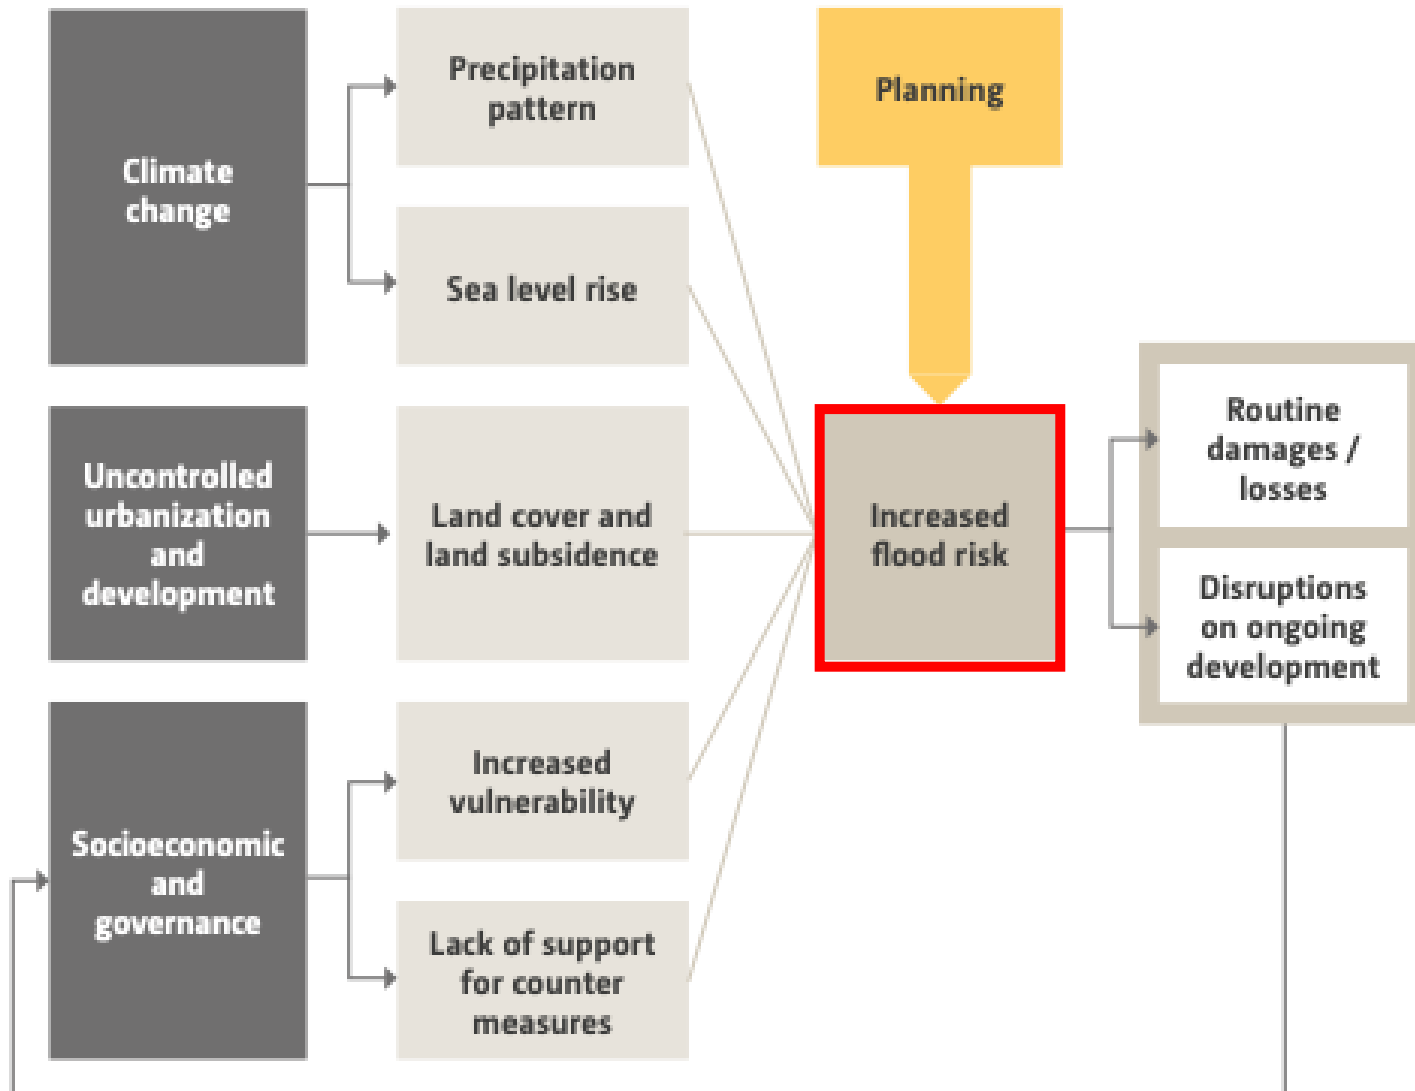 Climate
change
Precipitation
pattern
Sea level rise
Planning
Uncontrolled
urbanization
and
development
Land cover and
land subsidence
Increased
flood risk
Routine
damages /
losses
Disruptions
on ongoing
development
Socioeconomic
and
governance
Increased
vulnerability
Lack of support
for counter
measures